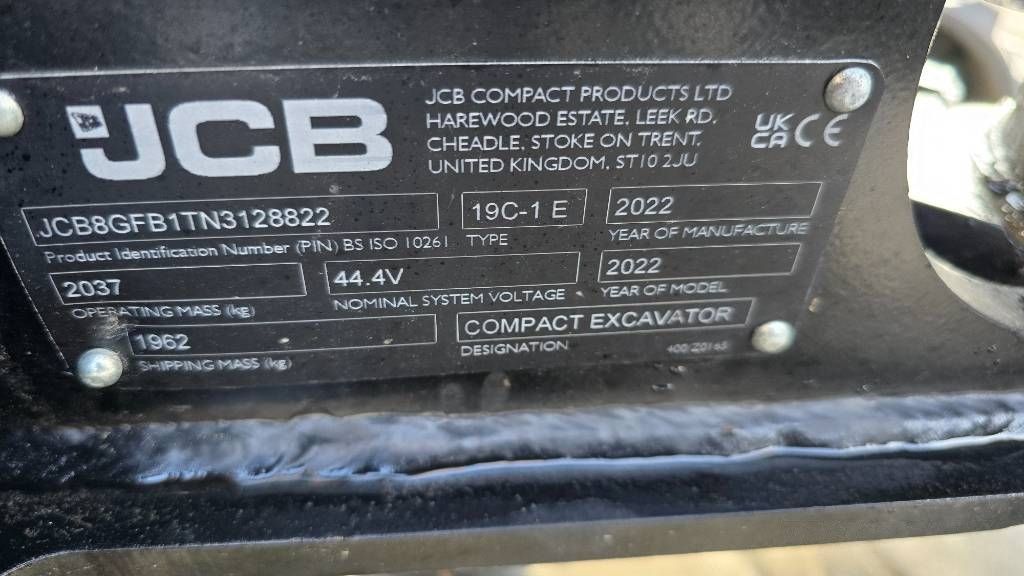 JCB
JCB COMPACT PRODUCTS LTD
HAREWOOD ESTATE, LEEK RD,
CHEADLE, STOKE ON TRENT,
UNITED KINGDOM, ST10 2JU
UK
CA CE
JCB8GFB1TN3128822
Product Identification Number (PIN) BS ISO 10261
19C-1 E
TYPE
2022
YEAR OF MANUFACTURE
2037
OPERATING MASS (kg)
44.4V
NOMINAL SYSTEM VOLTAGE
2022
YEAR OF MODEL
1962
SHIPPING MASS (kg)
COMPACT EXCAVATOR
DESIGNATION